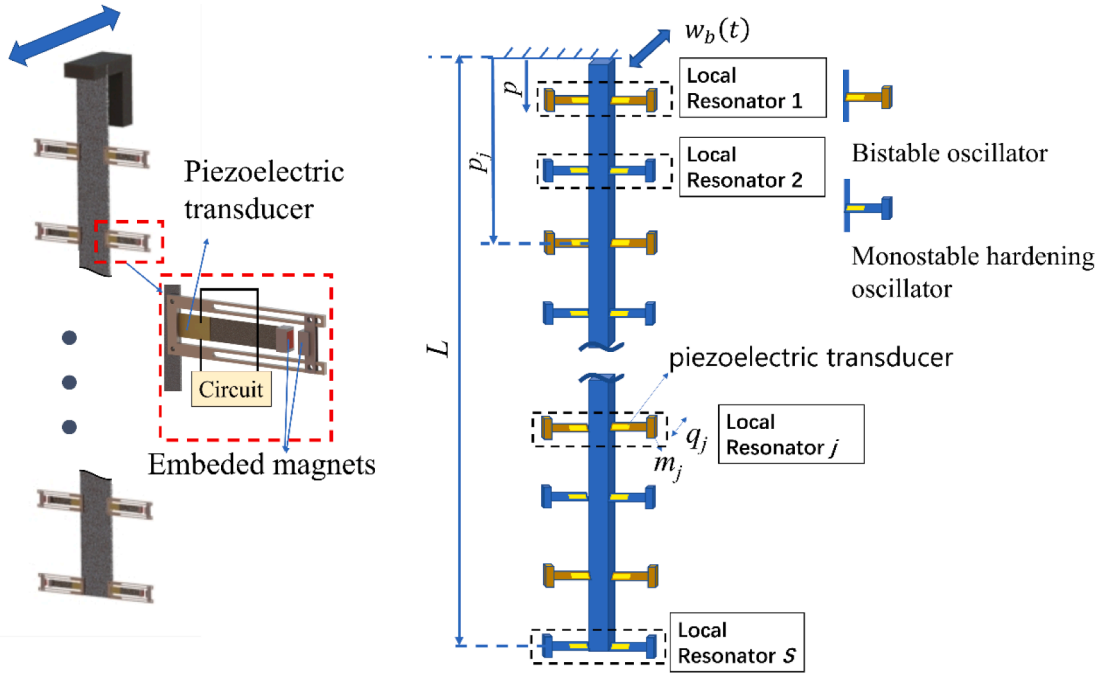 Piezoelectric
transducer
Circuit
Embeded magnets
w_b(t)
p
p_j
L
Local
Resonator 1
Local
Resonator 2
Bistable oscillator
Monostable hardening
oscillator
piezoelectric transducer
q_j
m_j
Local
Resonator j
Local
Resonator S